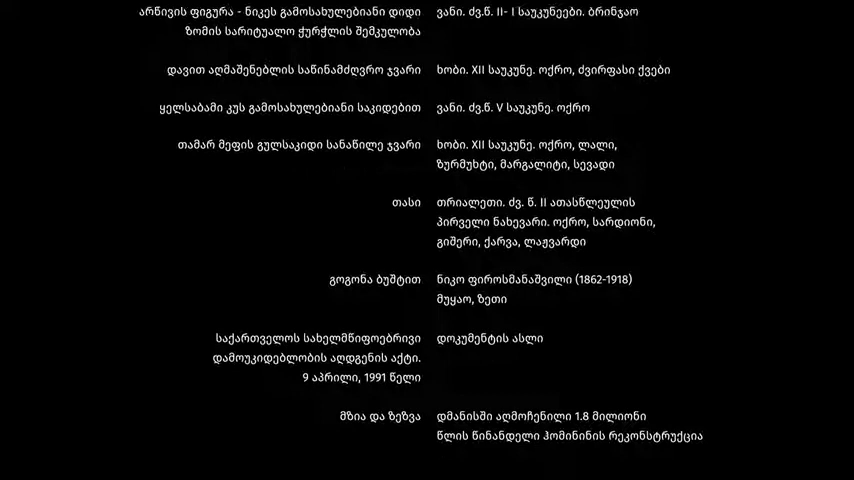 არწივის ფიგურა - ნიკეს გამოსახულებიანი დიდი
ზომის სარიტუალო ჭურჭლის შემკულობა
ვანი. ძვ.წ. II- I საუკუნეები. ბრინჯაო
დავით აღმაშენებლის საწინამძღვრო ჯვარი
ხობი. XII საუკუნე. ოქრო, ძვირფასი ქვები
ყელსაბამი კუს გამოსახულებიანი საკიდებით
ვანი. ძვ.წ. V საუკუნე. ოქრო
თამარ მეფის გულსაკიდი სანაწილე ჯვარი
ხობი. XII საუკუნე. ოქრო, ლალი,
ზურმუხტი, მარგალიტი, სევადი
თასი
თრიალეთი. ძვ. წ. II ათასწლეულის
პირველი ნახევარი. ოქრო, სარდიონი,
გიშერი, ქარვა, ლაჟვარდი
გოგონა ბუშტით
ნიკო ფიროსმანაშვილი (1862-1918)
მუყაო, ზეთი
საქართველოს სახელმწიფოებრივი
დამოუკიდებლობის აღდგენის აქტი.
9 აპრილი, 1991 წელი
დოკუმენტის ასლი
მზია და ზეზვა
დმანისში აღმოჩენილი 1.8 მილიონი
წლის წინანდელი ჰომინინის რეკონსტრუქცია